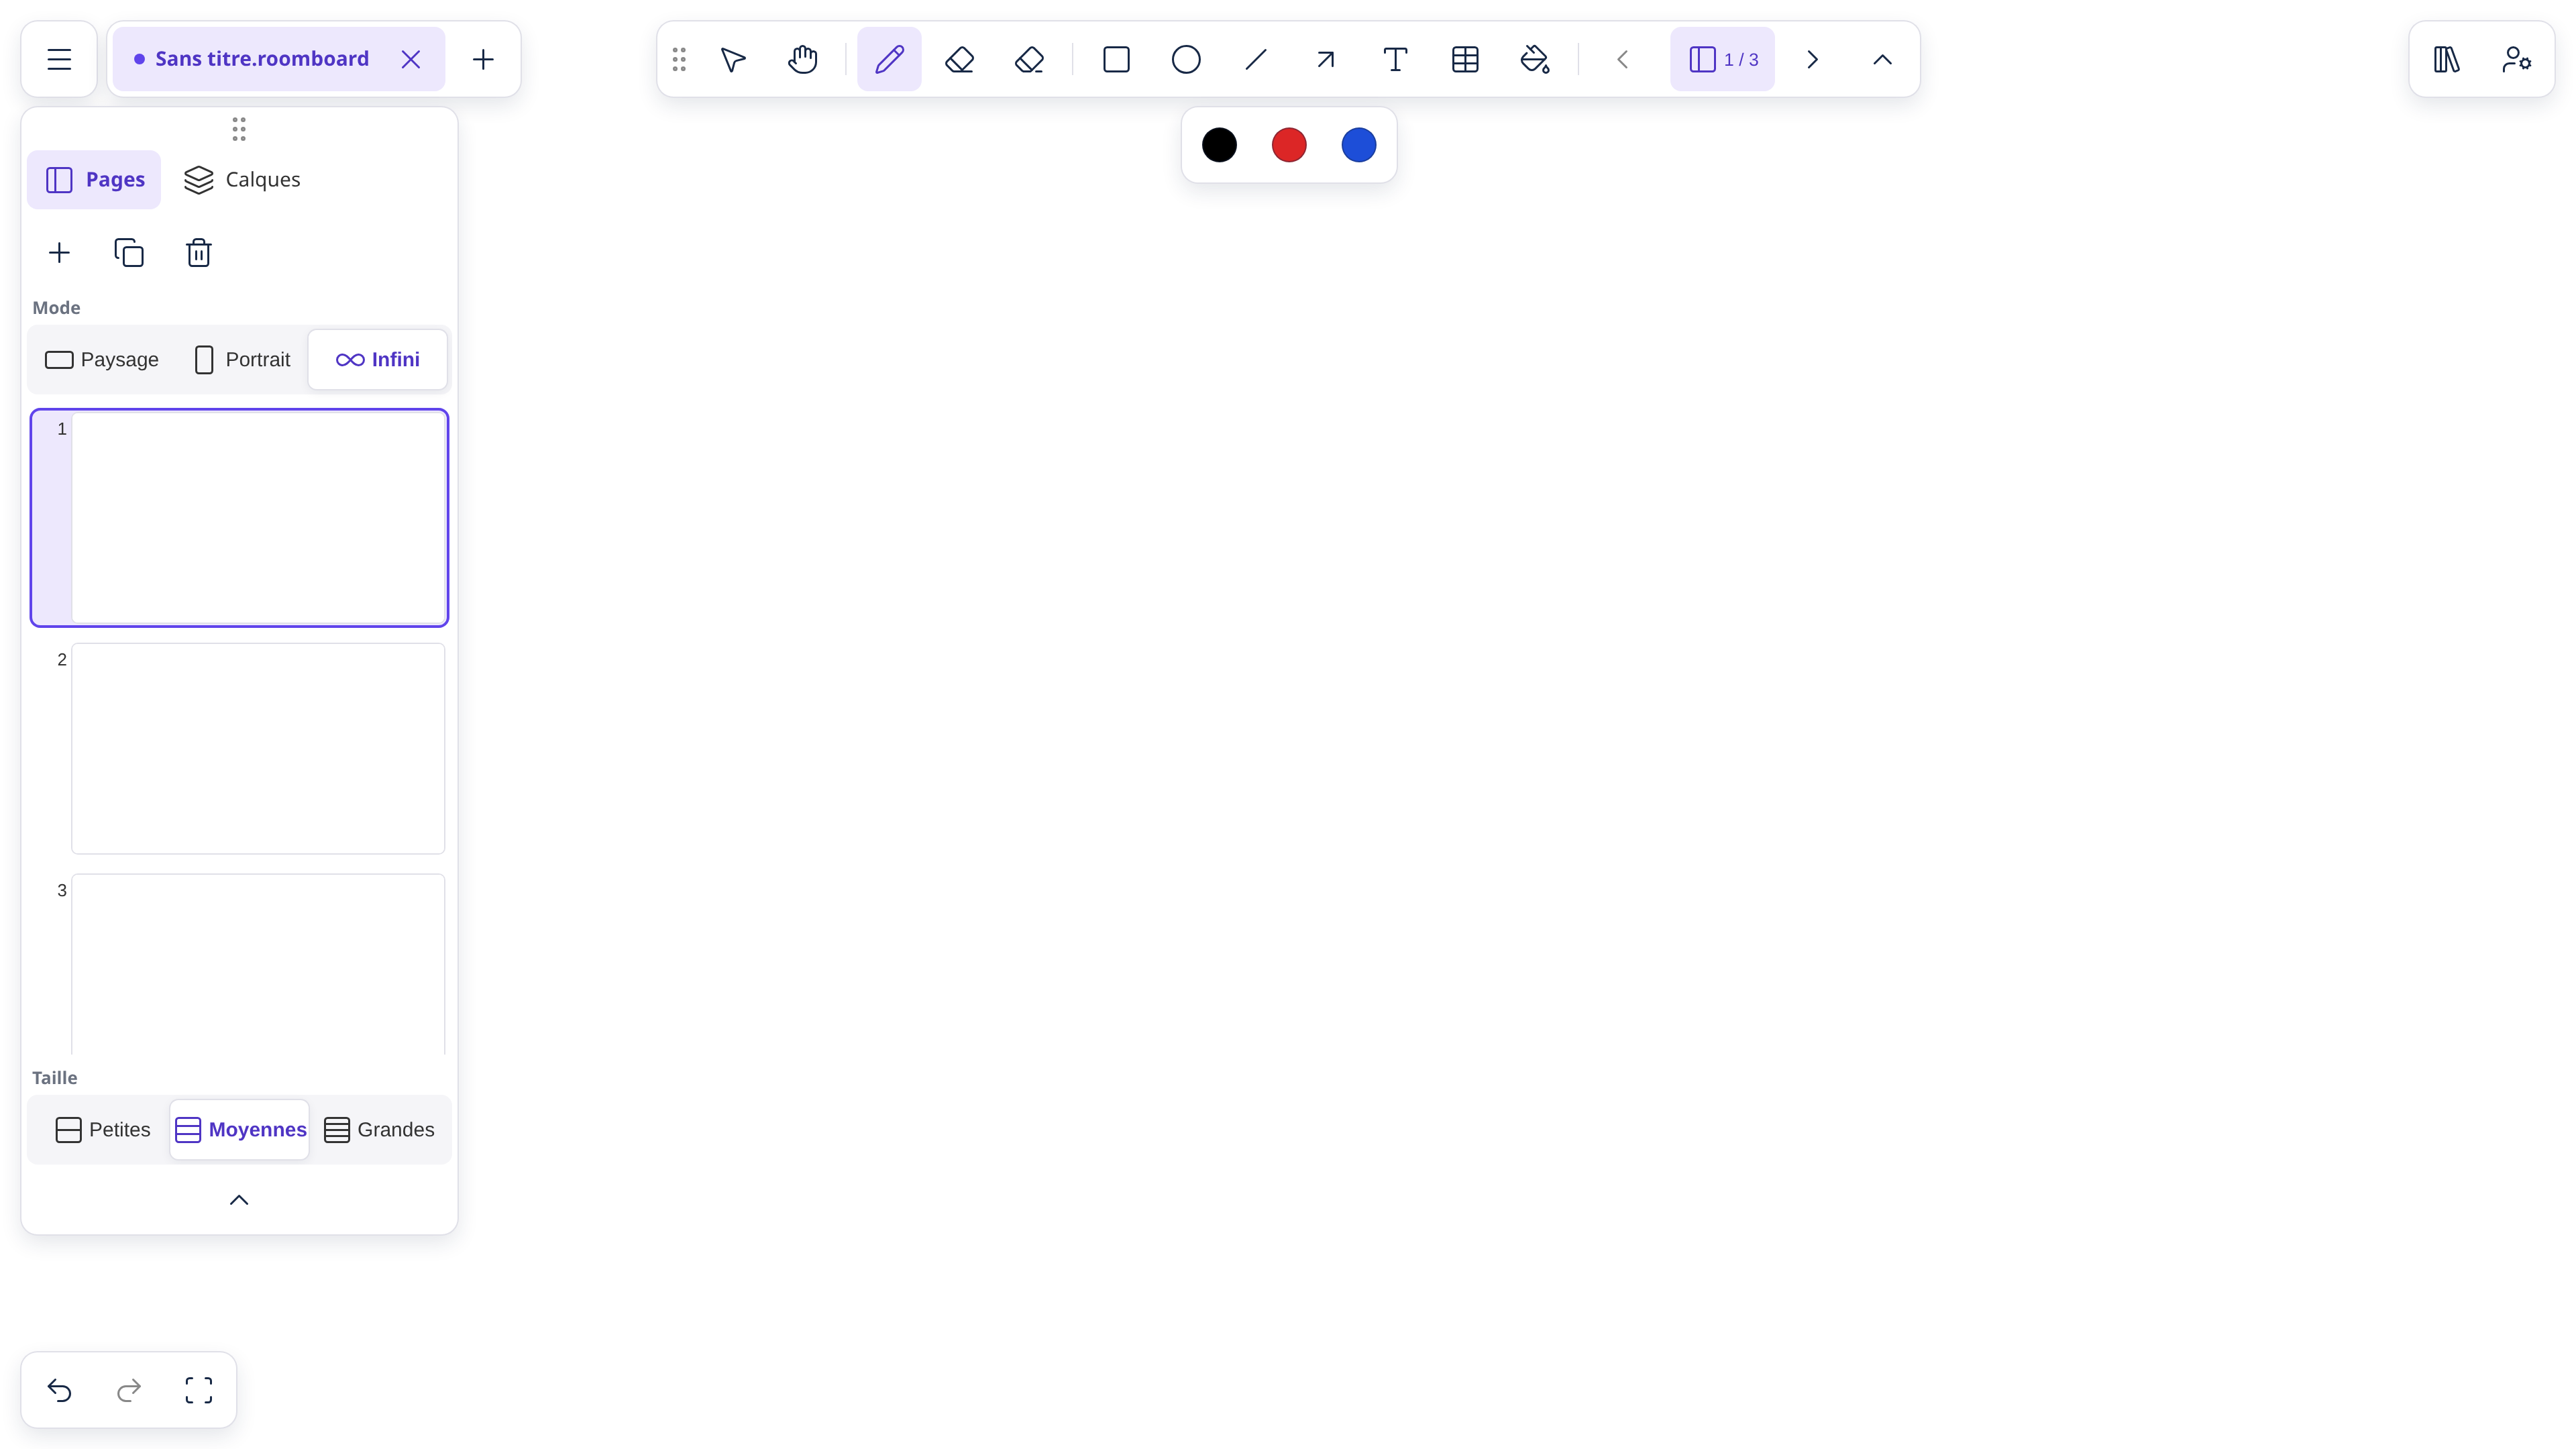 Sans titre.roomboard
1 / 3
Pages Calques
Mode
Paysage Portrait Infini
1
2
3
Taille
Petites Moyennes Grandes